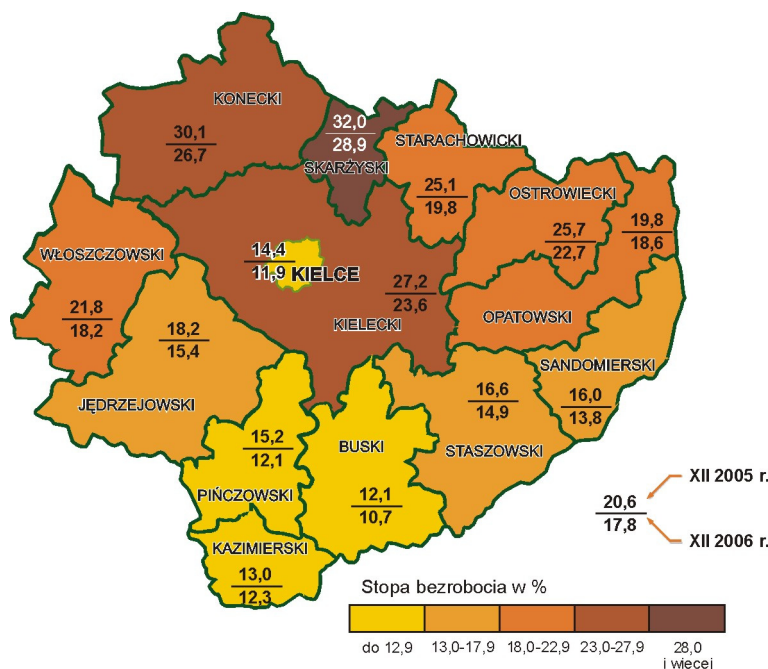 KONECKI
30,1
26,7
32,0
28,9
SKARŻYSKI
STARACHOWICKI
25,1
19,8
OSTROWIECKI
25,7
22,7
19,8
18,6
OPATOWSKI
WŁOSZCZOWSKI
21,8
18,2
14,4
11,9
KIELCE
27,2
23,6
KIELECKI
18,2
15,4
JĘDRZEJOWSKI
SANDOMIERSKI
16,0
13,8
16,6
14,9
STASZOWSKI
15,2
12,1
PIŃCZOWSKI
BUSKI
12,1
10,7
KAZIMIERSKI
13,0
12,3
20,6
17,8
XII 2005 r.
XII 2006 r.
Stopa bezrobocia w %
do 12,9
13,0-17,9
18,0-22,9
23,0-27,9
28,0
i wiecej